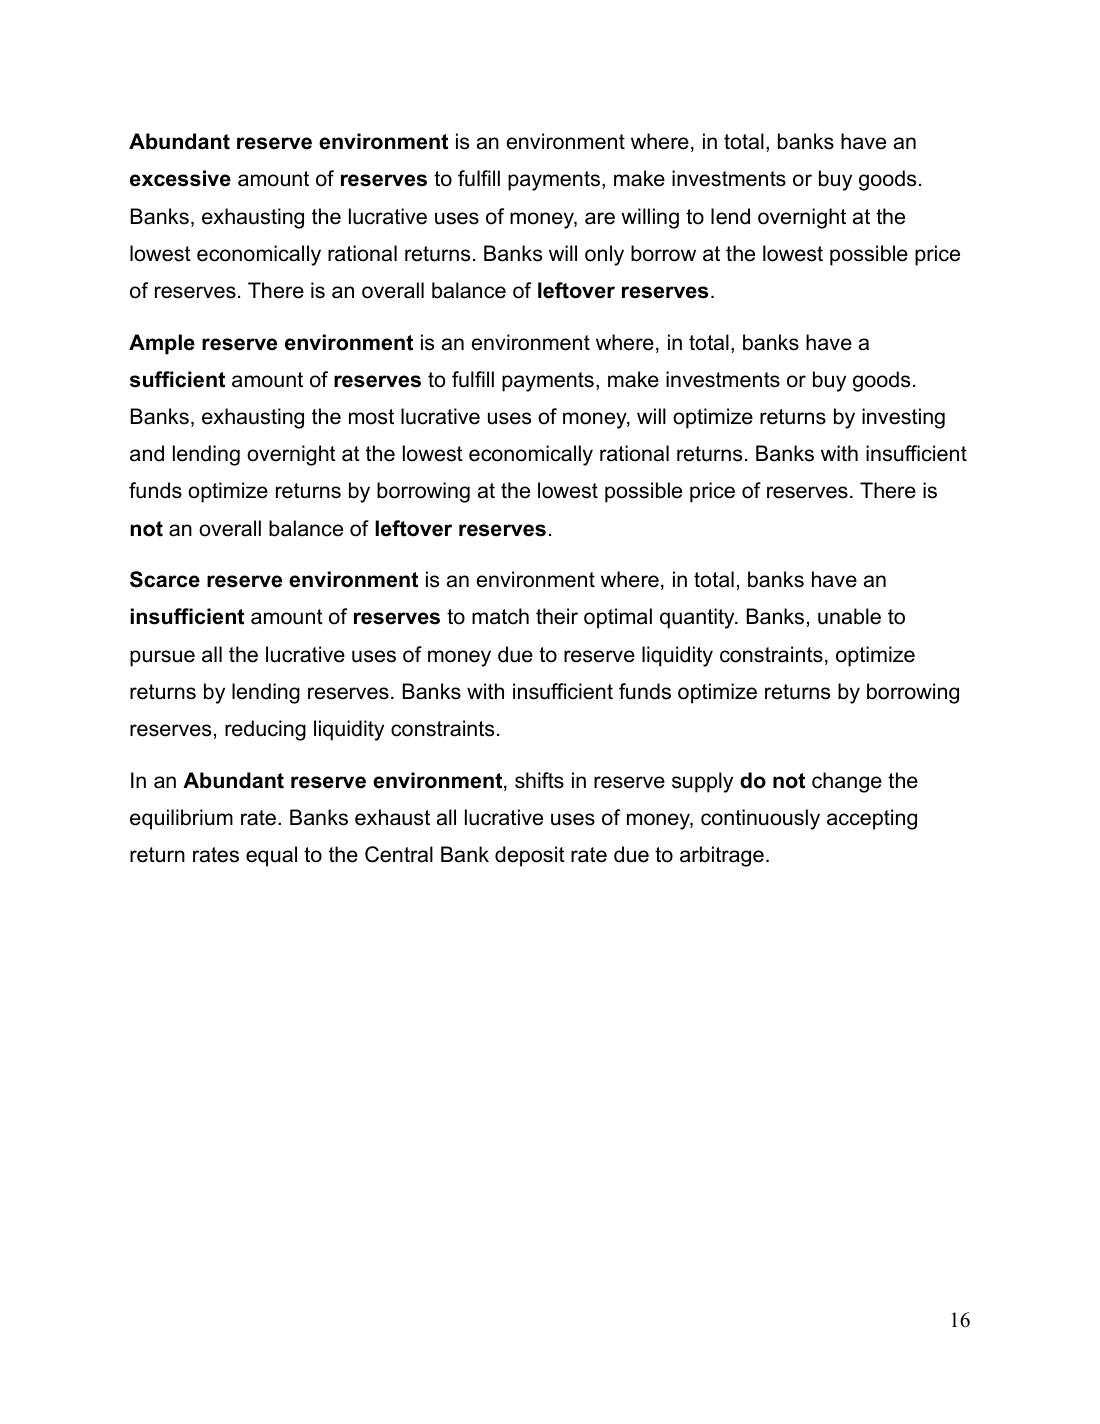 Abundant reserve environment is an environment where, in total, banks have an
excessive amount of reserves to fulfill payments, make investments or buy goods.
Banks, exhausting the lucrative uses of money, are willing to lend overnight at the
lowest economically rational returns. Banks will only borrow at the lowest possible price
of reserves. There is an overall balance of leftover reserves.
Ample reserve environment is an environment where, in total, banks have a
sufficient amount of reserves to fulfill payments, make investments or buy goods.
Banks, exhausting the most lucrative uses of money, will optimize returns by investing
and lending overnight at the lowest economically rational returns. Banks with insufficient
funds optimize returns by borrowing at the lowest possible price of reserves. There is
not an overall balance of leftover reserves.
Scarce reserve environment is an environment where, in total, banks have an
insufficient amount of reserves to match their optimal quantity. Banks, unable to
pursue all the lucrative uses of money due to reserve liquidity constraints, optimize
returns by lending reserves. Banks with insufficient funds optimize returns by borrowing
reserves, reducing liquidity constraints.
In an Abundant reserve environment, shifts in reserve supply do not change the
equilibrium rate. Banks exhaust all lucrative uses of money, continuously accepting
return rates equal to the Central Bank deposit rate due to arbitrage.
16